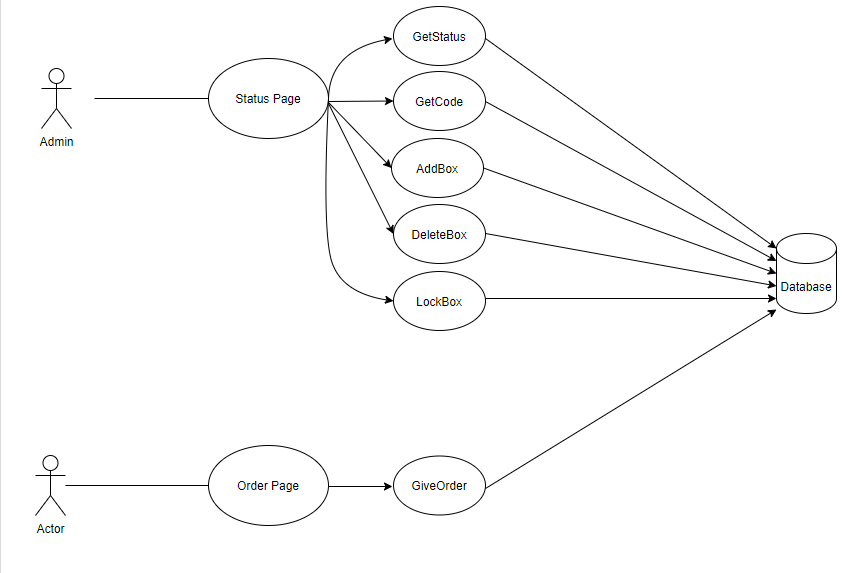 GetStatus
Status Page
GetCode
Admin
AddBox
DeleteBox
Database
LockBox
Order Page
GiveOrder
Actor